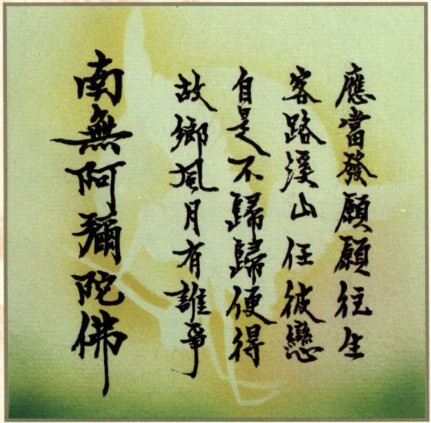 應當發願願往生
客路溪山任彼戀
自是不歸歸便得
故鄉風月有誰爭
南無阿彌陀佛